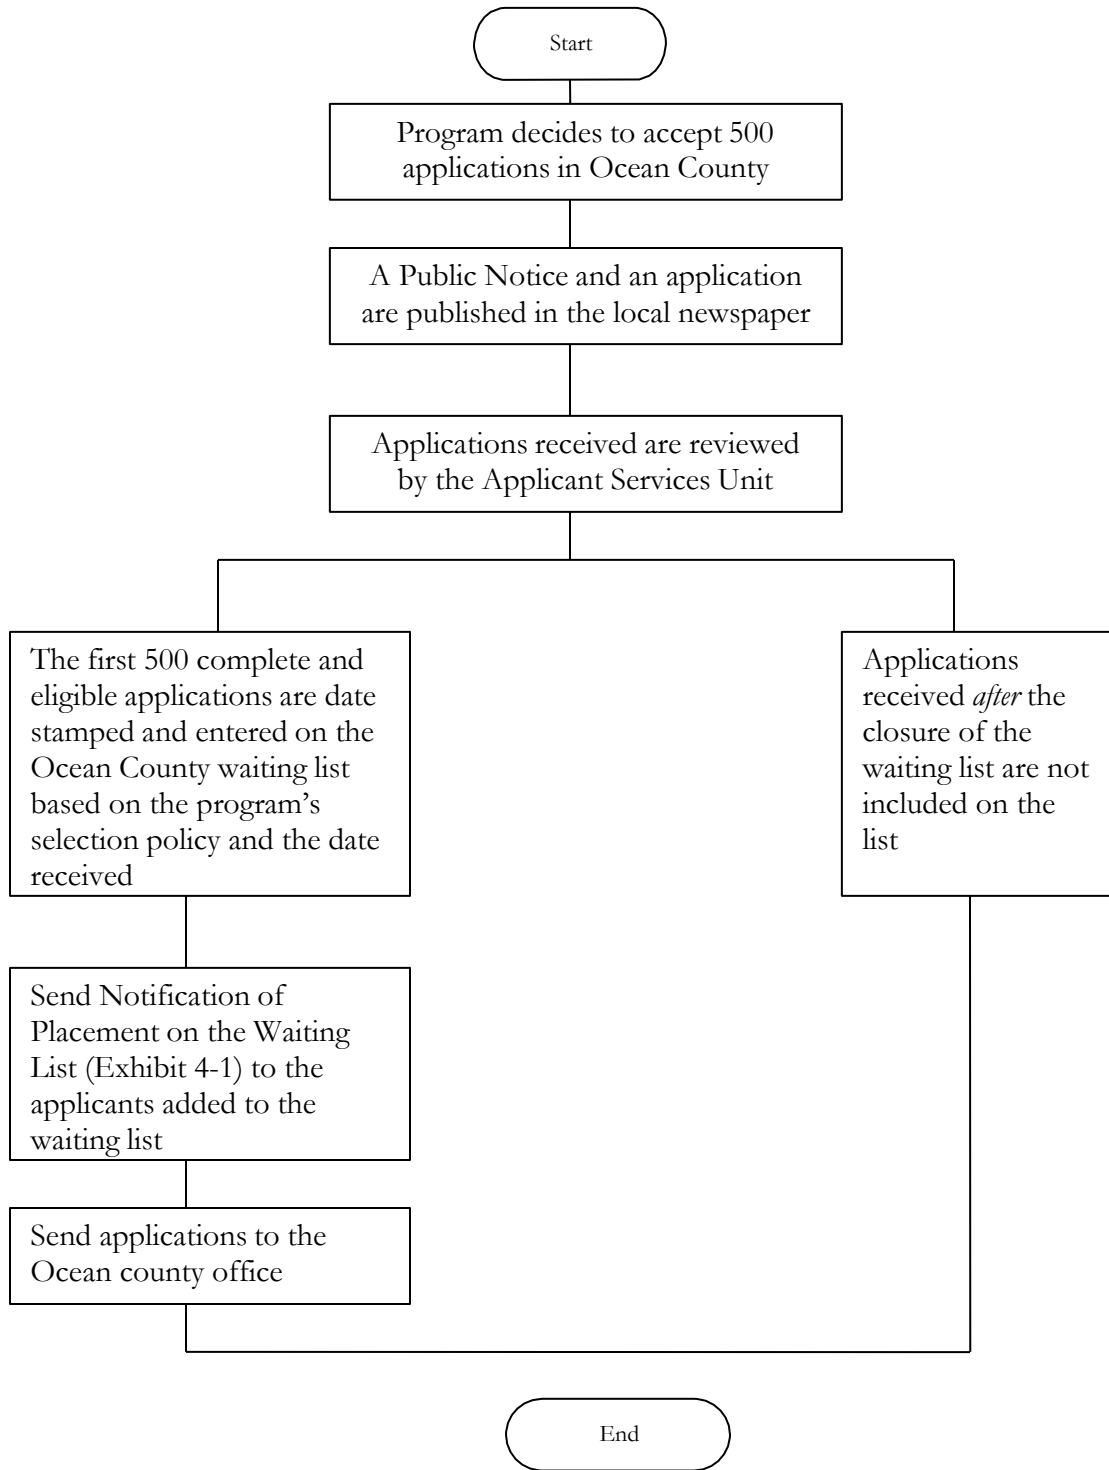 Start
Program decides to accept 500
applications in Ocean County
A Public Notice and an application
are published in the local newspaper
Applications received are reviewed
by the Applicant Services Unit
The first 500 complete and
eligible applications are date
stamped and entered on the
Ocean County waiting list
based on the program’s
selection policy and the date
received
Applications
received after the
closure of the
waiting list are not
included on the
list
Send Notification of
Placement on the Waiting
List (Exhibit 4-1) to the
applicants added to the
waiting list
Send applications to the
Ocean county office
End